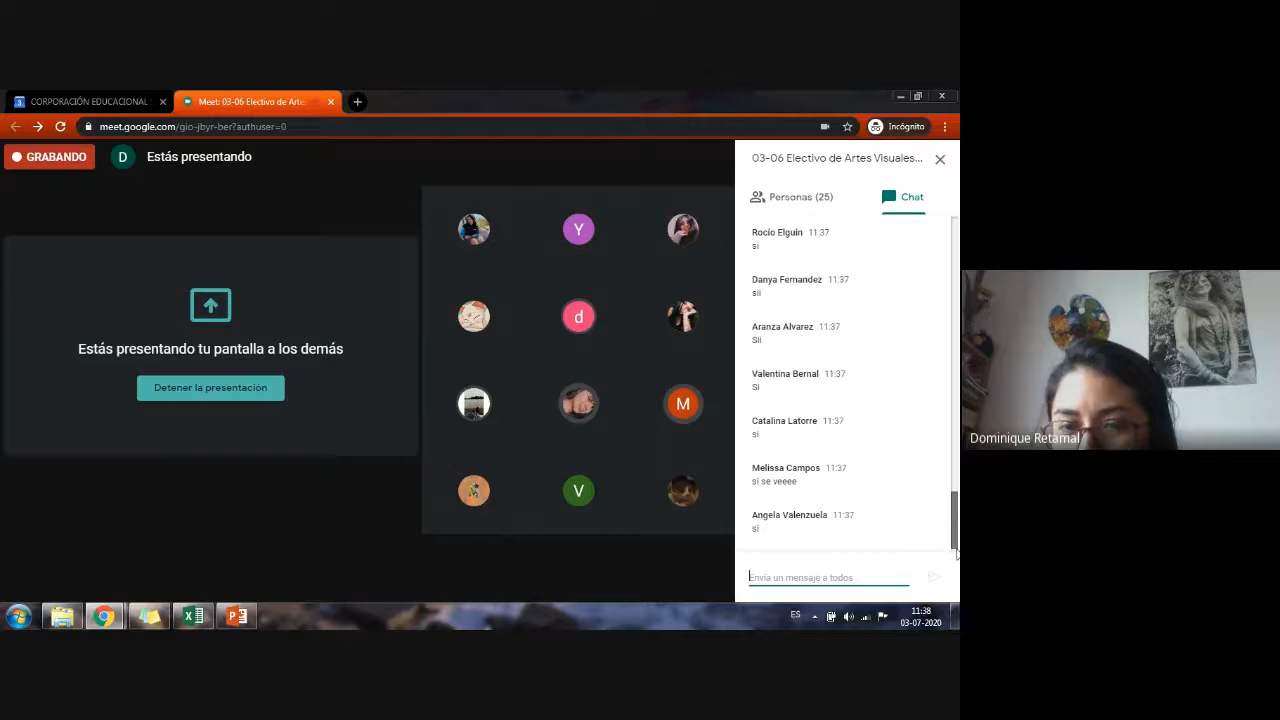 CORPORACIÓN EDUCACIONAL
Meet: 03-06 Electivo de Arte
meet.google.com/gio-jbyr-ber?authuser=0
Incógnito
GRABANDO
D
Estás presentando
03-06 Electivo de Artes Visuales...
Personas (25)
Chat
Estás presentando tu pantalla a los demás
Detener la presentación
Y
d
M
V
Rocío Elguin 11:37
si
Danya Fernandez 11:37
sii
Aranza Alvarez 11:37
Sii
Valentina Bernal 11:37
Si
Catalina Latorre 11:37
si
Melissa Campos 11:37
si se veeee
Angela Valenzuela 11:37
si
Envía un mensaje a todos
Dominique Retamal
ES
11:38
03-07-2020